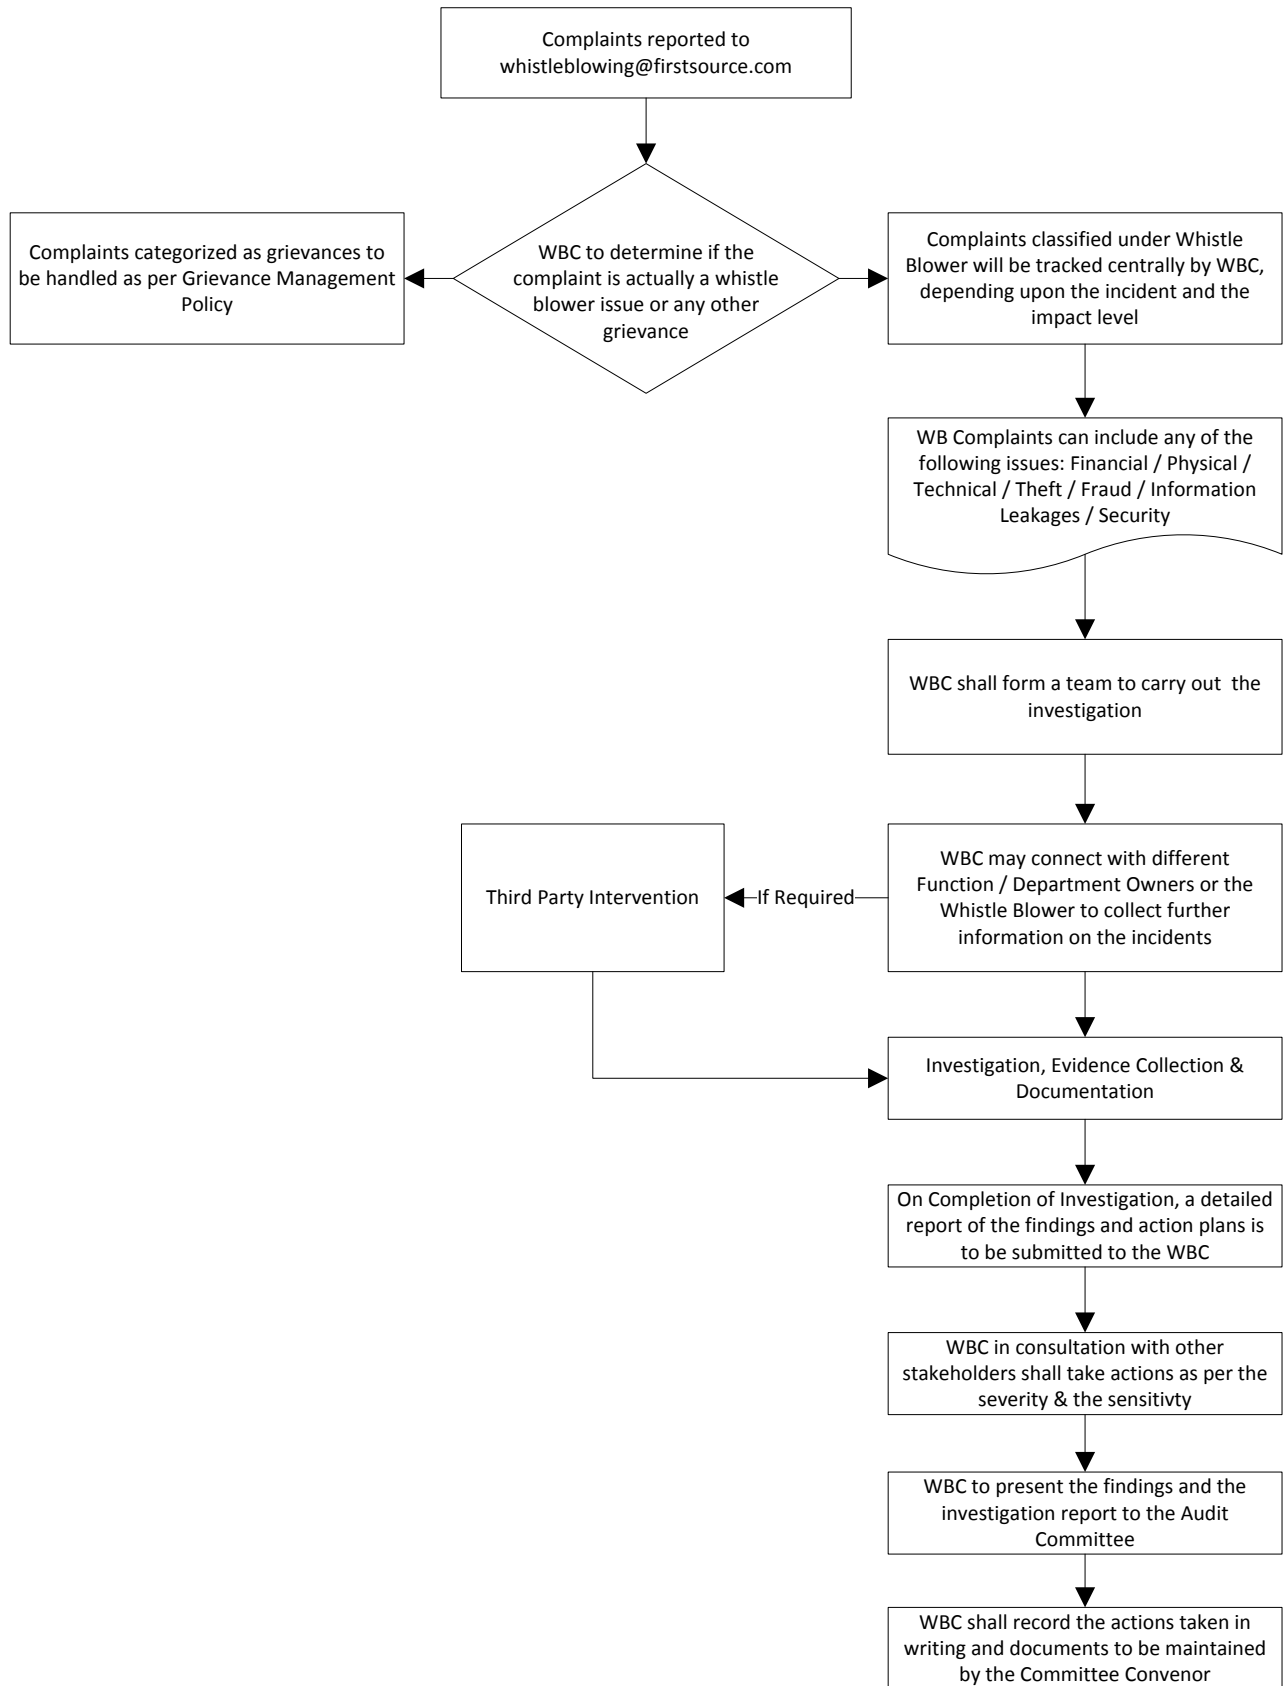 Complaints reported to
whistleblowing@firstsource.com
WBC to determine if the
complaint is actually a whistle
blower issue or any other
grievance
Complaints categorized as grievances to
be handled as per Grievance Management
Policy
Complaints classified under Whistle
Blower will be tracked centrally by WBC,
depending upon the incident and the
impact level
WB Complaints can include any of the
following issues: Financial / Physical /
Technical / Theft / Fraud / Information
Leakages / Security
WBC shall form a team to carry out  the
investigation
WBC may connect with different
Function / Department Owners or the
Whistle Blower to collect further
information on the incidents
If Required
Third Party Intervention
Investigation, Evidence Collection &
Documentation
On Completion of Investigation, a detailed
report of the findings and action plans is
to be submitted to the WBC
WBC in consultation with other
stakeholders shall take actions as per the
severity & the sensitivty
WBC to present the findings and the
investigation report to the Audit
Committee
WBC shall record the actions taken in
writing and documents to be maintained
by the Committee Convenor